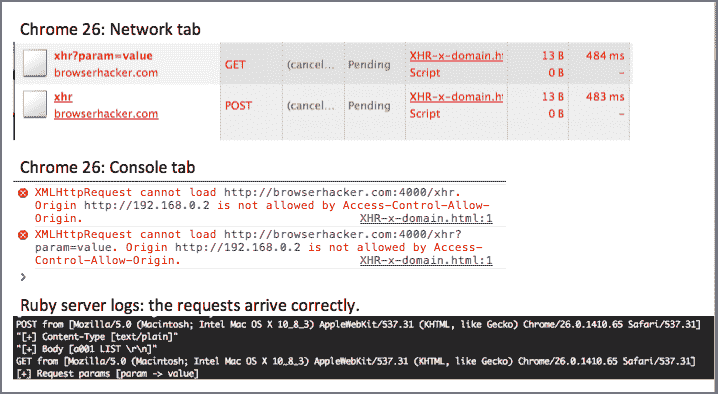 Chrome 26: Network tab
xhr?param=value GET (cancel... Pending XHR-x-domain.ht 13 B 484 ms
browserhacker.com Script 0 B –
xhr POST (cancel... Pending XHR-x-domain.ht 13 B 483 ms
browserhacker.com Script 0 B –
Chrome 26: Console tab
XMLHttpRequest cannot load http://browserhacker.com:4000/xhr.
Origin http://192.168.0.2 is not allowed by Access-Control-Allow-
Origin. XHR-x-domain.html:1
XMLHttpRequest cannot load http://browserhacker.com:4000/xhr?
param=value. Origin http://192.168.0.2 is not allowed by Access-
Control-Allow-Origin. XHR-x-domain.html:1
>
Ruby server logs: the requests arrive correctly.
POST from [Mozilla/5.0 (Macintosh; Intel Mac OS X 10_8_3) AppleWebKit/537.31 (KHTML, like Gecko) Chrome/26.0.1410.65 Safari/537.31]
"[+] Content-Type [text/plain]"
"[+] Body [a001 LIST \r\n]"
GET from [Mozilla/5.0 (Macintosh; Intel Mac OS X 10_8_3) AppleWebKit/537.31 (KHTML, like Gecko) Chrome/26.0.1410.65 Safari/537.31]
[+] Request params [param -> value]